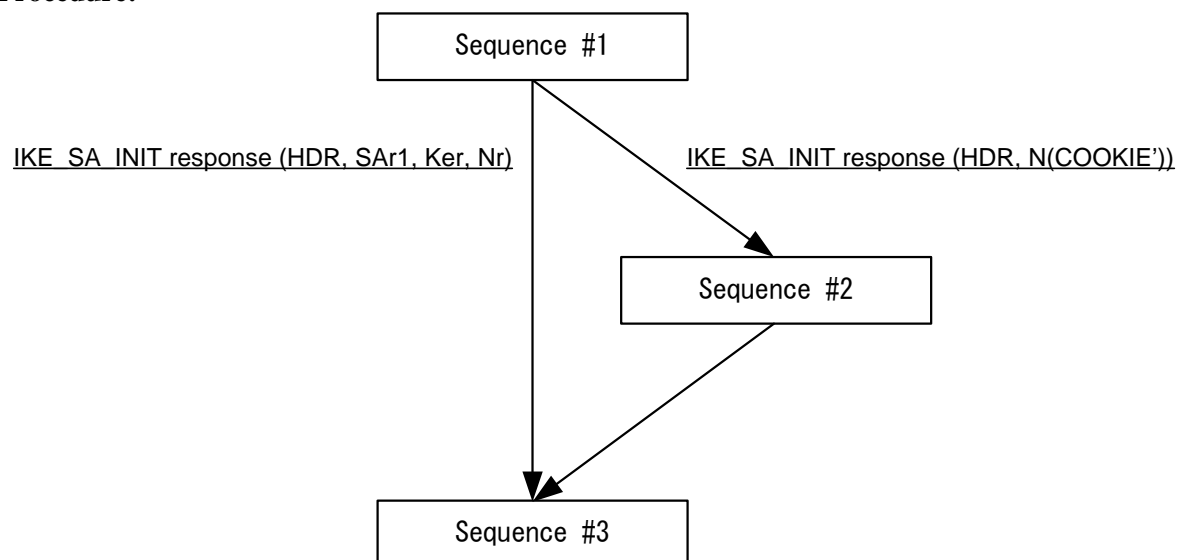 Procedure:
Sequence #1
IKE_SA_INIT response (HDR, SAr1, Ker, Nr)
IKE_SA_INIT response (HDR, N(COOKIE’))
Sequence #2
Sequence #3